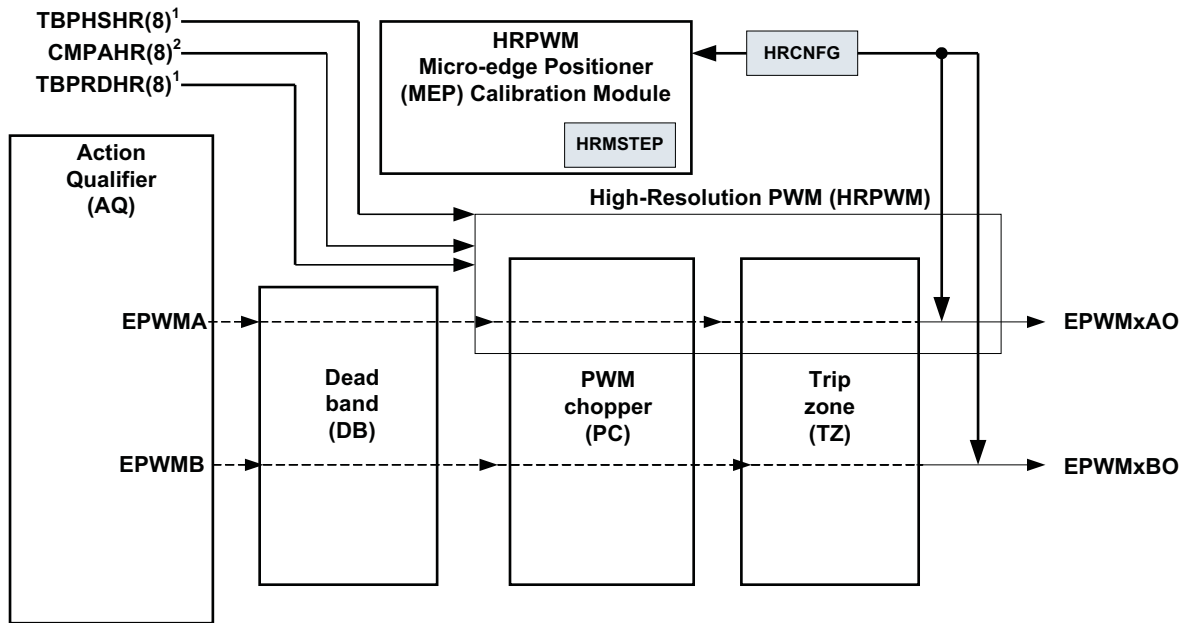 TBPHSHR(8)¹
CMPAHR(8)²
TBPRDHR(8)¹
HRPWM
Micro-edge Positioner
(MEP) Calibration Module
HRMSTEP
HRCNFG
Action
Qualifier
(AQ)
High-Resolution PWM (HRPWM)
EPWMA
EPWMxAO
Dead
band
(DB)
PWM
chopper
(PC)
Trip
zone
(TZ)
EPWMB
EPWMxBO